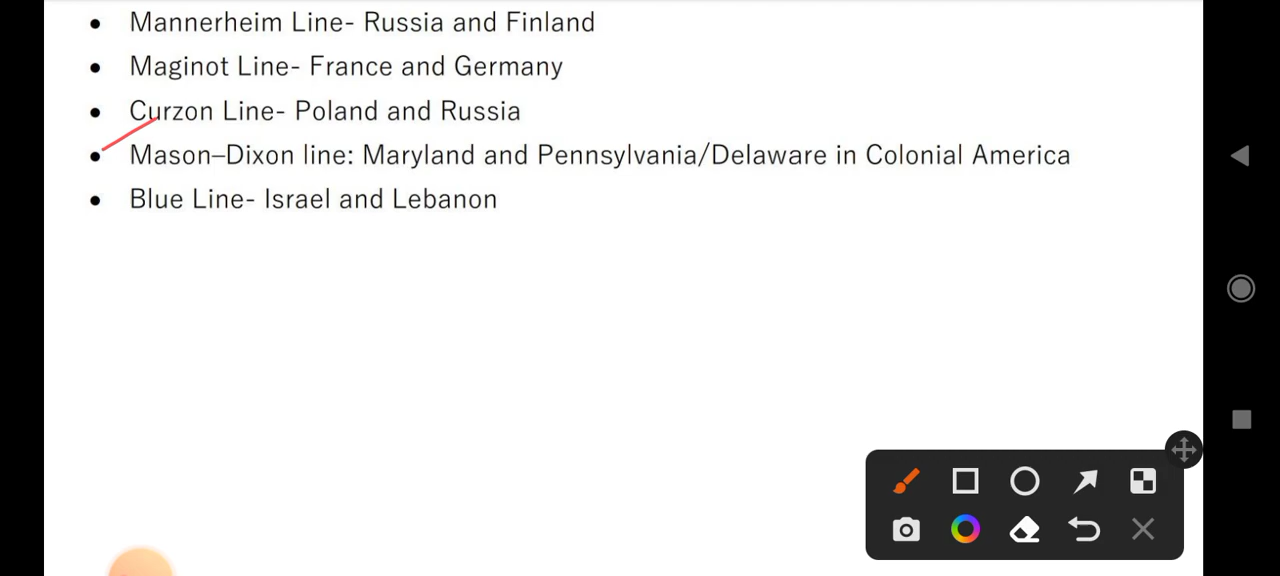 • Mannerheim Line- Russia and Finland
• Maginot Line- France and Germany
• Curzon Line- Poland and Russia
• Mason–Dixon line: Maryland and Pennsylvania/Delaware in Colonial America
• Blue Line- Israel and Lebanon